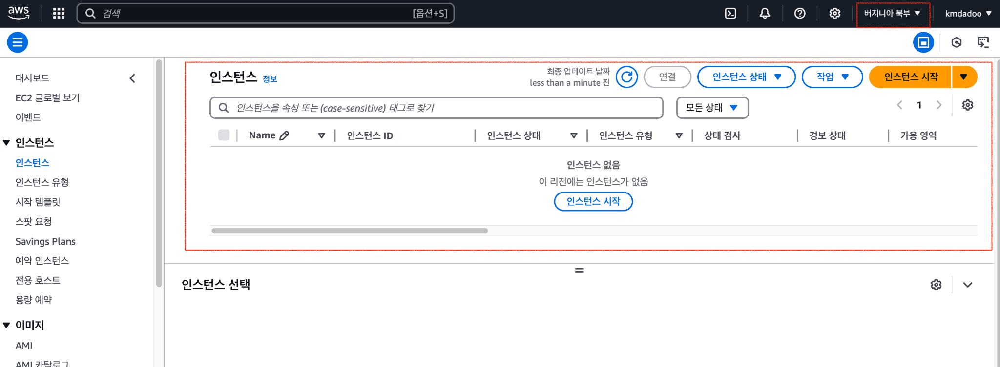 aws
검색
[옵션+S]
버지니아 북부
kmdadoo
대시보드
EC2 글로벌 보기
이벤트
인스턴스
인스턴스
인스턴스 유형
시작 템플릿
스팟 요청
Savings Plans
예약 인스턴스
전용 호스트
용량 예약
이미지
AMI
AMI 카탈로그
인스턴스 정보
최종 업데이트 날짜
less than a minute 전
연결
인스턴스 상태
작업
인스턴스 시작
인스턴스을 속성 또는 (case-sensitive) 태그로 찾기
모든 상태
1
Name
인스턴스 ID
인스턴스 상태
인스턴스 유형
상태 검사
경보 상태
가용 영역
인스턴스 없음
이 리전에는 인스턴스가 없음
인스턴스 시작
인스턴스 선택